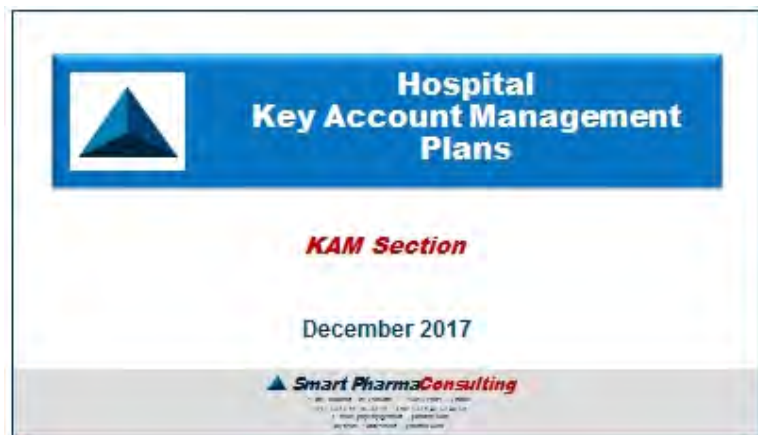 Hospital
Key Account Management
Plans
KAM Section
December 2017
Smart PharmaConsulting